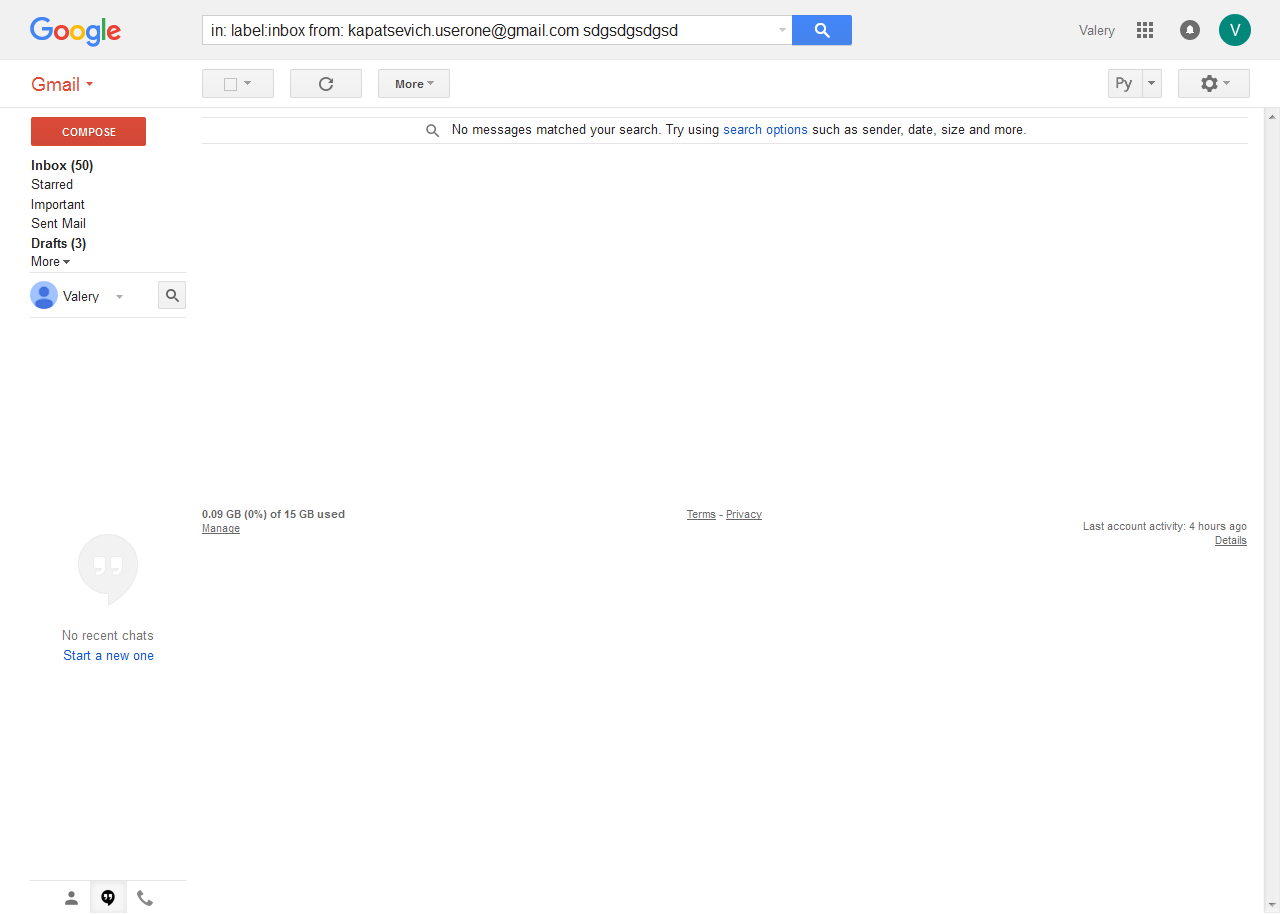 Google
in: label:inbox from: kapatsevich.userone@gmail.com sdgsdgsdgsd
Valery
V
Gmail
More
Ру
COMPOSE
No messages matched your search. Try using search options such as sender, date, size and more.
Inbox (50)
Starred
Important
Sent Mail
Drafts (3)
More
Valery
0.09 GB (0%) of 15 GB used
Manage
Terms - Privacy
Last account activity: 4 hours ago
Details
No recent chats
Start a new one